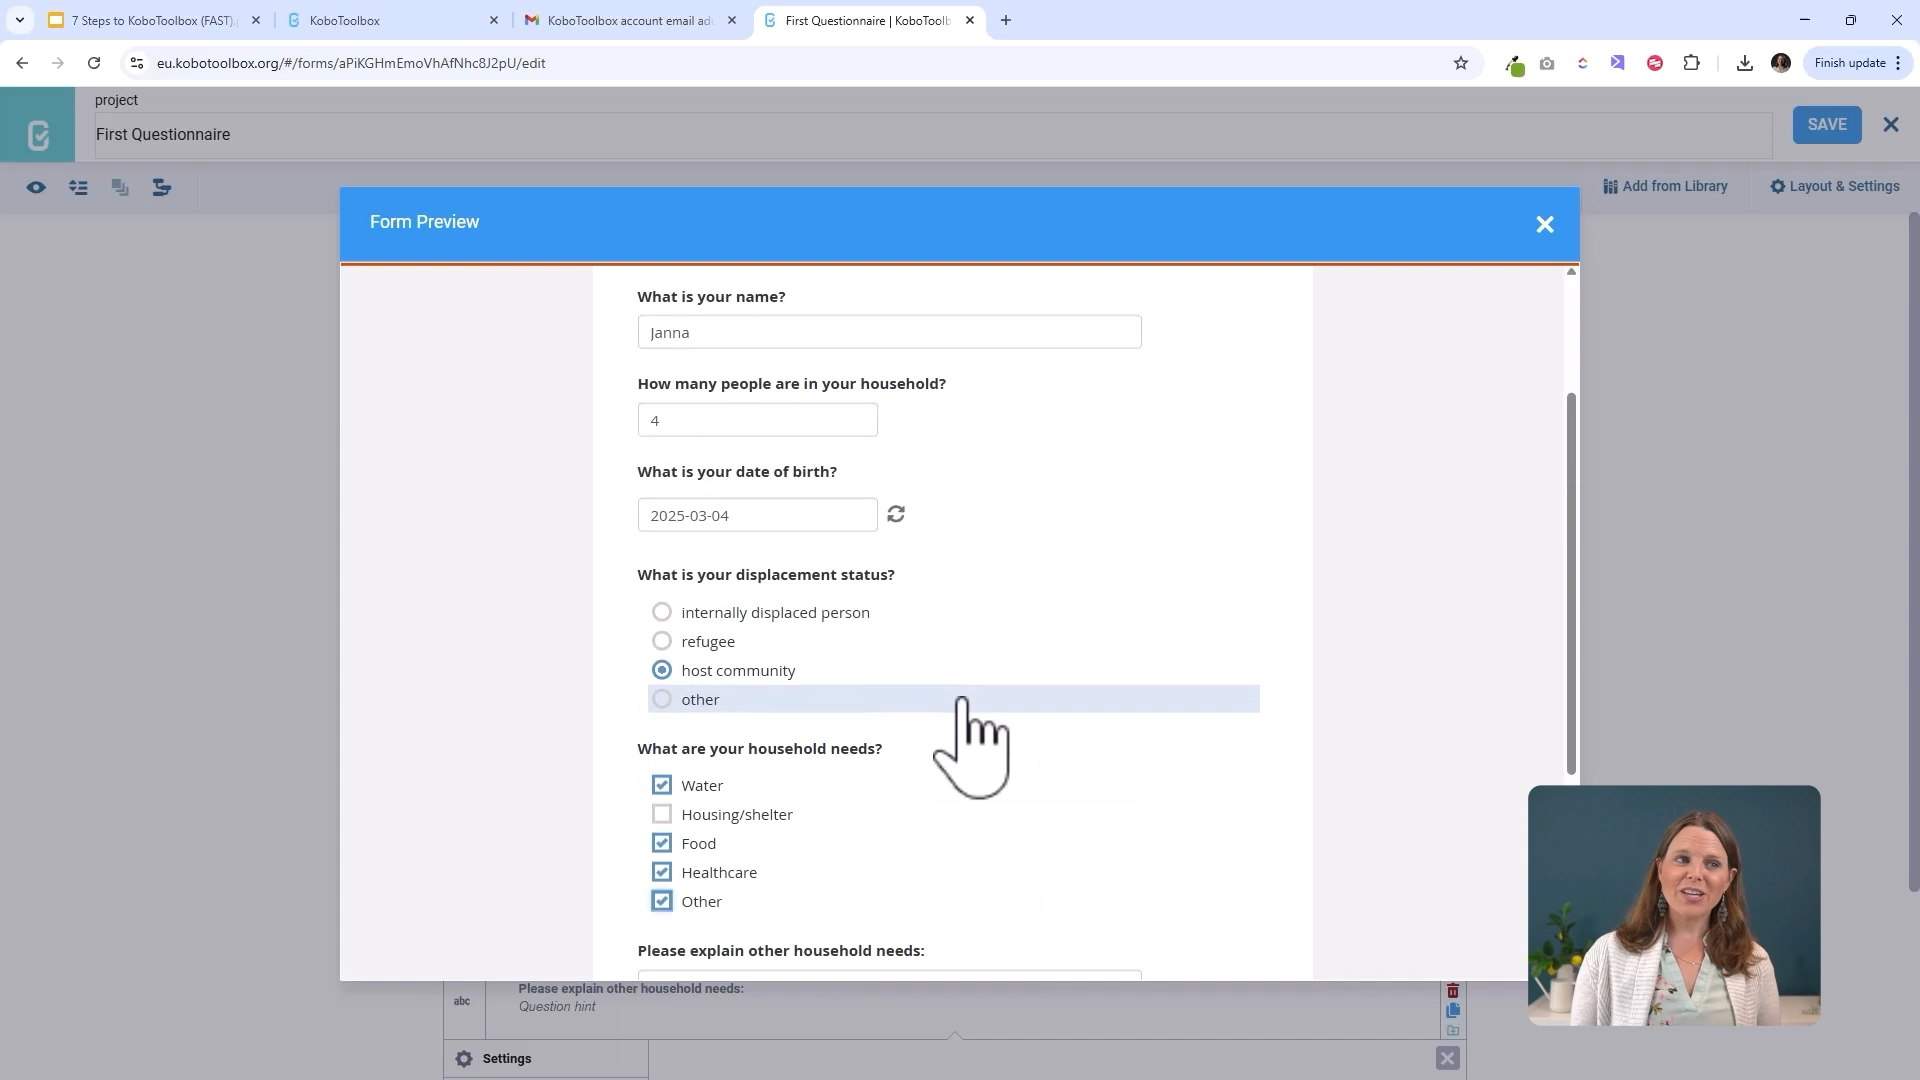 7 Steps to KoboToolbox (FAST).
KoboToolbox
KoboToolbox account email ad
First Questionnaire | KoboToolb
eu.kobotoolbox.org/#/forms/aPiKGHmEmoVhAfNhc8J2pU/edit
Finish update
project
First Questionnaire
SAVE
Add from Library
Layout & Settings
Form Preview
What is your name?
Janna
How many people are in your household?
4
What is your date of birth?
2025-03-04
What is your displacement status?
internally displaced person
refugee
host community
other
What are your household needs?
Water
Housing/shelter
Food
Healthcare
Other
Please explain other household needs:
Please explain other household needs:
abc
Question hint
Settings